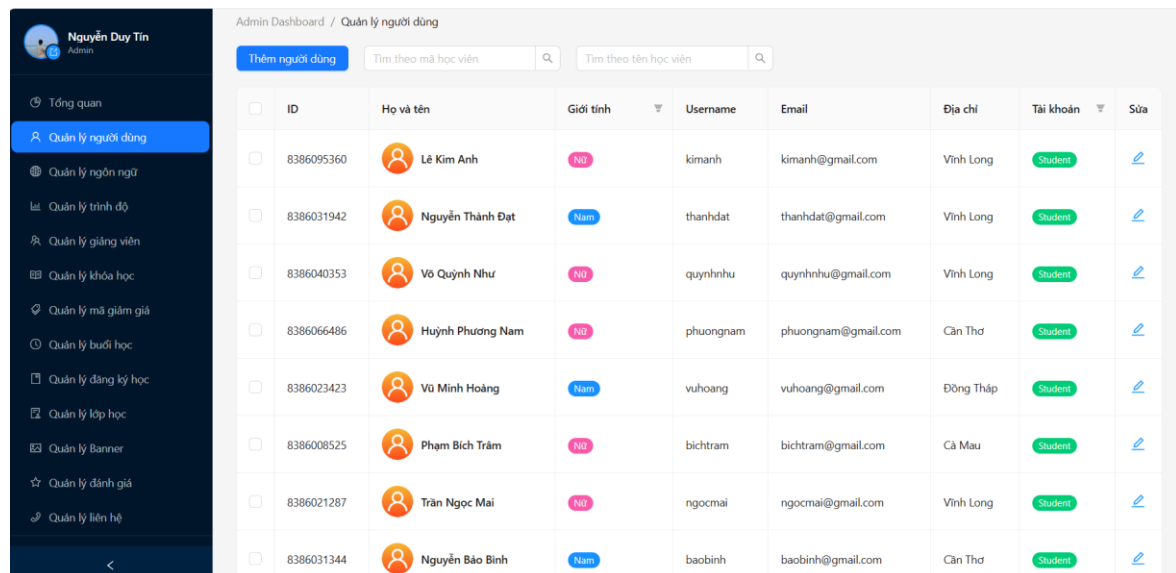 Nguyễn Duy Tín
Admin
Tổng quan
Quản lý người dùng
Quản lý ngôn ngữ
Quản lý trình độ
Quản lý giảng viên
Quản lý khóa học
Quản lý mã giảm giá
Quản lý buổi học
Quản lý đăng ký học
Quản lý lớp học
Quản lý Banner
Quản lý đánh giá
Quản lý liên hệ
Admin Dashboard / Quản lý người dùng
Thêm người dùng Tìm theo mã học viên Tìm theo tên học viên
ID Họ và tên Giới tính Username Email Địa chỉ Tài khoản Sửa
8386095360 Lê Kim Anh Nữ kimanh kimanh@gmail.com Vĩnh Long Student
8386031942 Nguyễn Thành Đạt Nam thanhdat thanhdat@gmail.com Vĩnh Long Student
8386040353 Võ Quỳnh Như Nữ quynhnhu quynhnhu@gmail.com Vĩnh Long Student
8386066486 Huỳnh Phương Nam Nữ phuongnam phuongnam@gmail.com Cần Thơ Student
8386023423 Vũ Minh Hoàng Nam vuhoang vuhoang@gmail.com Đồng Tháp Student
8386008525 Phạm Bích Trâm Nữ bichtram bichtram@gmail.com Cà Mau Student
8386021287 Trần Ngọc Mai Nữ ngocmai ngocmai@gmail.com Vĩnh Long Student
8386031344 Nguyễn Bảo Bình Nam baobinh baobinh@gmail.com Cần Thơ Student